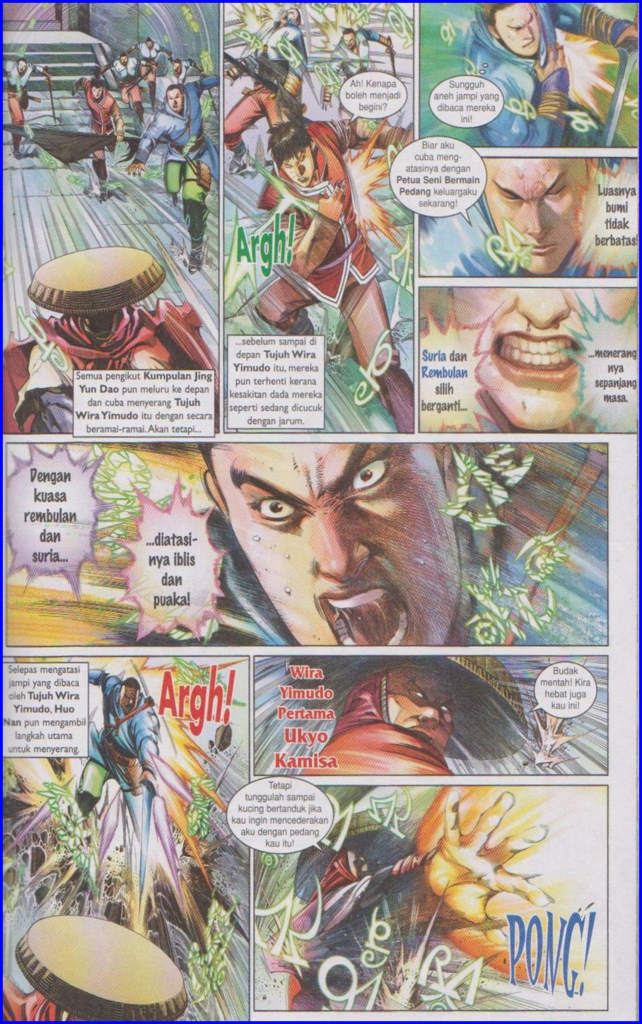 Semua pengikut Kumpulan Jing
Yun Dao pun meluru ke depan
dan cuba menyerang Tujuh
Wira Yimudo itu dengan secara
beramai-ramai. Akan tetapi...
Ah! Kenapa
boleh menjadi
begini?
Argh!
...sebelum sampai di
depan Tujuh Wira
Yimudo itu, mereka
pun terhenti kerana
kesakitan dada mereka
seperti sedang dicucuk
dengan jarum.
Sungguh
aneh jampi yang
dibaca mereka
ini!
Biar aku
cuba meng-
atasinya dengan
Petua Seni Bermain
Pedang keluargaku
sekarang!
Luasnya
bumi
tidak
berbatas
Suria dan
Rembulan
silih
berganti...
...menerang
nya
sepanjang
masa.
Dengan
kuasa
rembulan
dan
suria...
...diatasi-
nya iblis
dan
puaka!
Selepas mengatasi
jampi yang dibaca
oleh Tujuh Wira
Yimudo, Huo
Nan pun mengambil
langkah utama
untuk menyerang.
Argh!
Wira
Yimudo
Pertama
Ukyo
Kamisa
Budak
mentah! Kira
hebat juga
kau ini!
Tetapi
tunggulah sampai
kucing bertanduk jika
kau ingin mencederakan
aku dengan pedang
kau itu!
PONG!